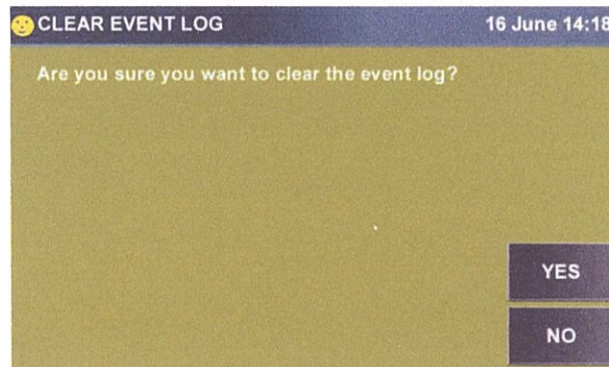 CLEAR EVENT LOG
16 June 14:18
Are you sure you want to clear the event log?
YES
NO